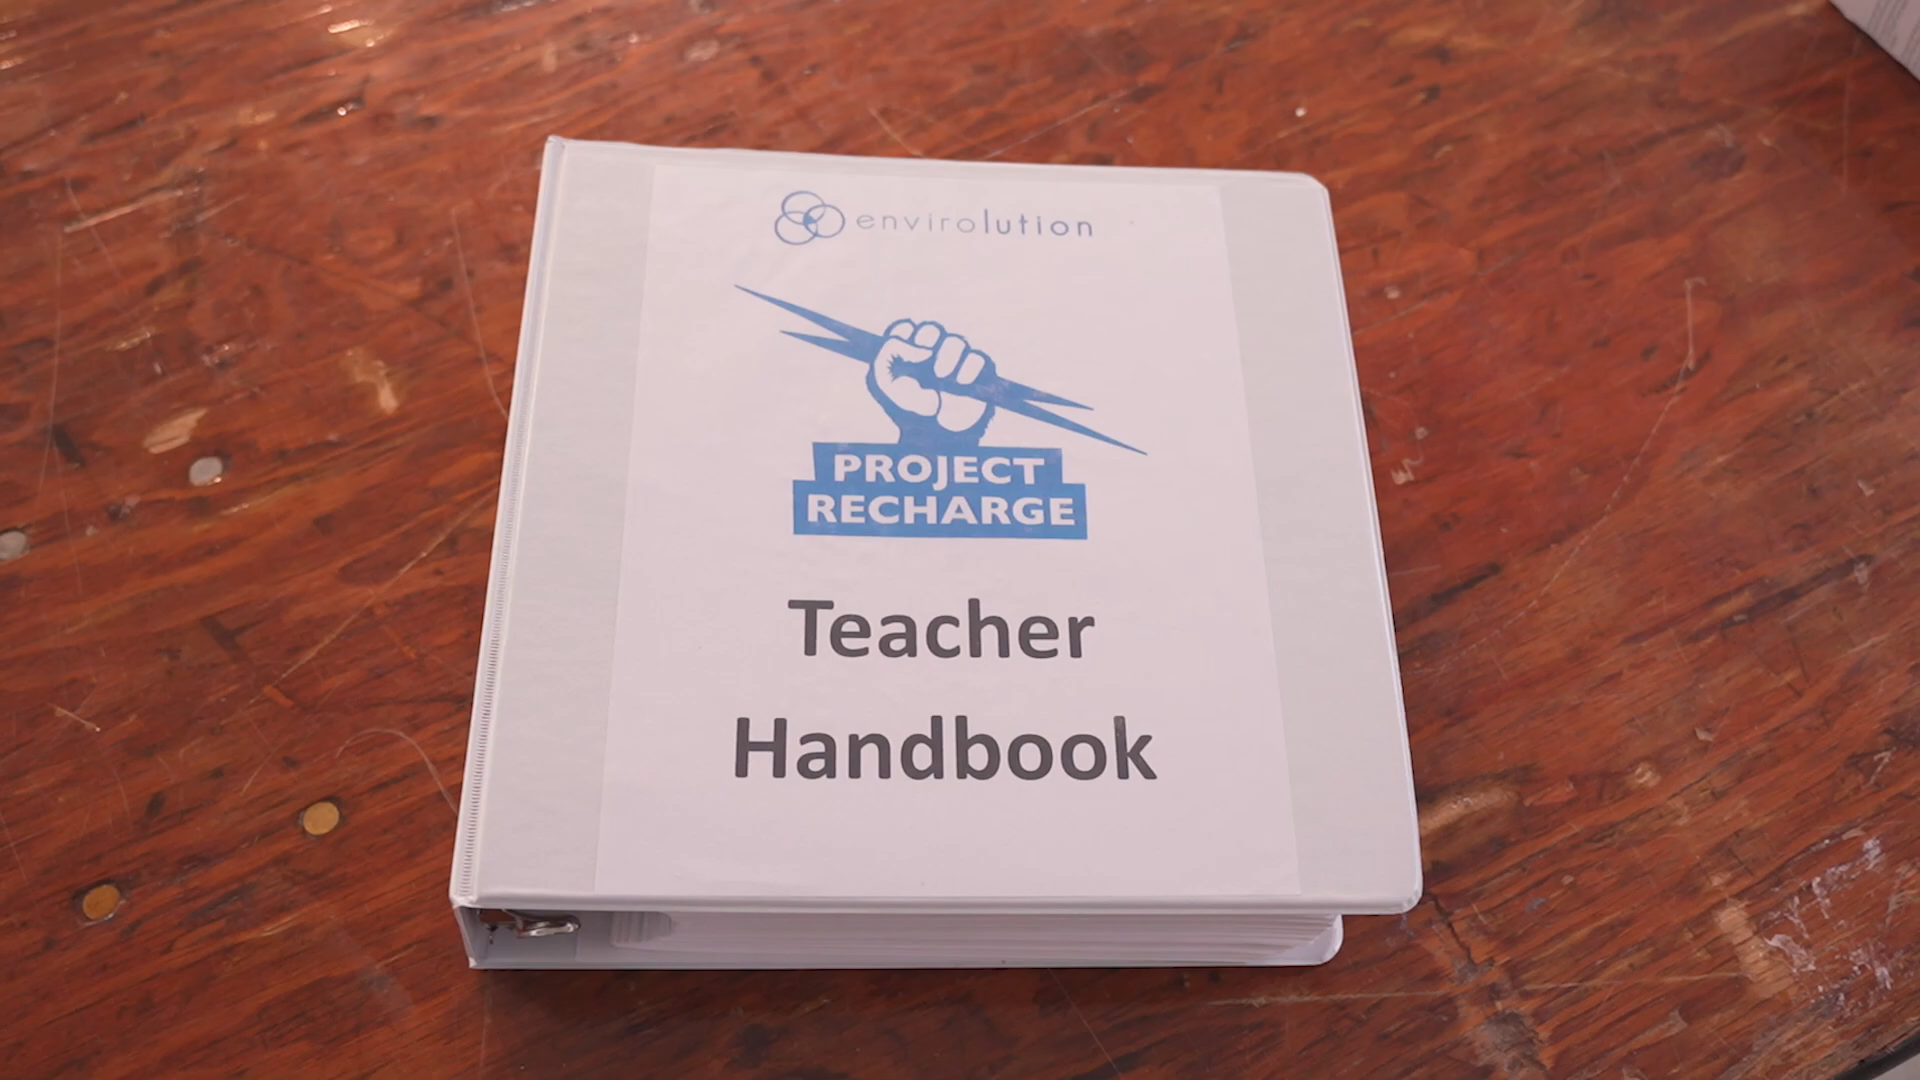 envirolution
PROJECT
RECHARGE
Teacher
Handbook